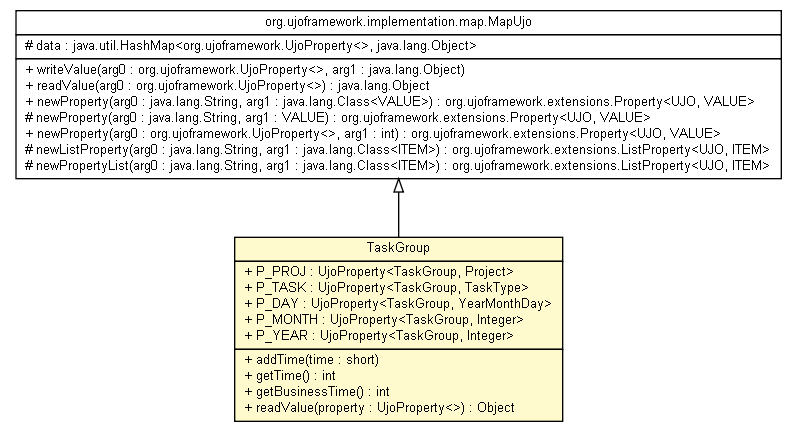 org.ujoframework.implementation.map.MapUjo
# data : java.util.HashMap<org.ujoframework.UjoProperty<>, java.lang.Object>
+ writeValue(arg0 : org.ujoframework.UjoProperty<>, arg1 : java.lang.Object)
+ readValue(arg0 : org.ujoframework.UjoProperty<>) : java.lang.Object
+ newProperty(arg0 : java.lang.String, arg1 : java.lang.Class<VALUE>) : org.ujoframework.extensions.Property<UJO, VALUE>
# newProperty(arg0 : java.lang.String, arg1 : VALUE) : org.ujoframework.extensions.Property<UJO, VALUE>
+ newProperty(arg0 : org.ujoframework.UjoProperty<>, arg1 : int) : org.ujoframework.extensions.Property<UJO, VALUE>
# newListProperty(arg0 : java.lang.String, arg1 : java.lang.Class<ITEM>) : org.ujoframework.extensions.ListProperty<UJO, ITEM>
# newPropertyList(arg0 : java.lang.String, arg1 : java.lang.Class<ITEM>) : org.ujoframework.extensions.ListProperty<UJO, ITEM>
TaskGroup
+ P_PROJ : UjoProperty<TaskGroup, Project>
+ P_TASK : UjoProperty<TaskGroup, TaskType>
+ P_DAY : UjoProperty<TaskGroup, YearMonthDay>
+ P_MONTH : UjoProperty<TaskGroup, Integer>
+ P_YEAR : UjoProperty<TaskGroup, Integer>
+ addTime(time : short)
+ getTime() : int
+ getBusinessTime() : int
+ readValue(property : UjoProperty<>) : Object